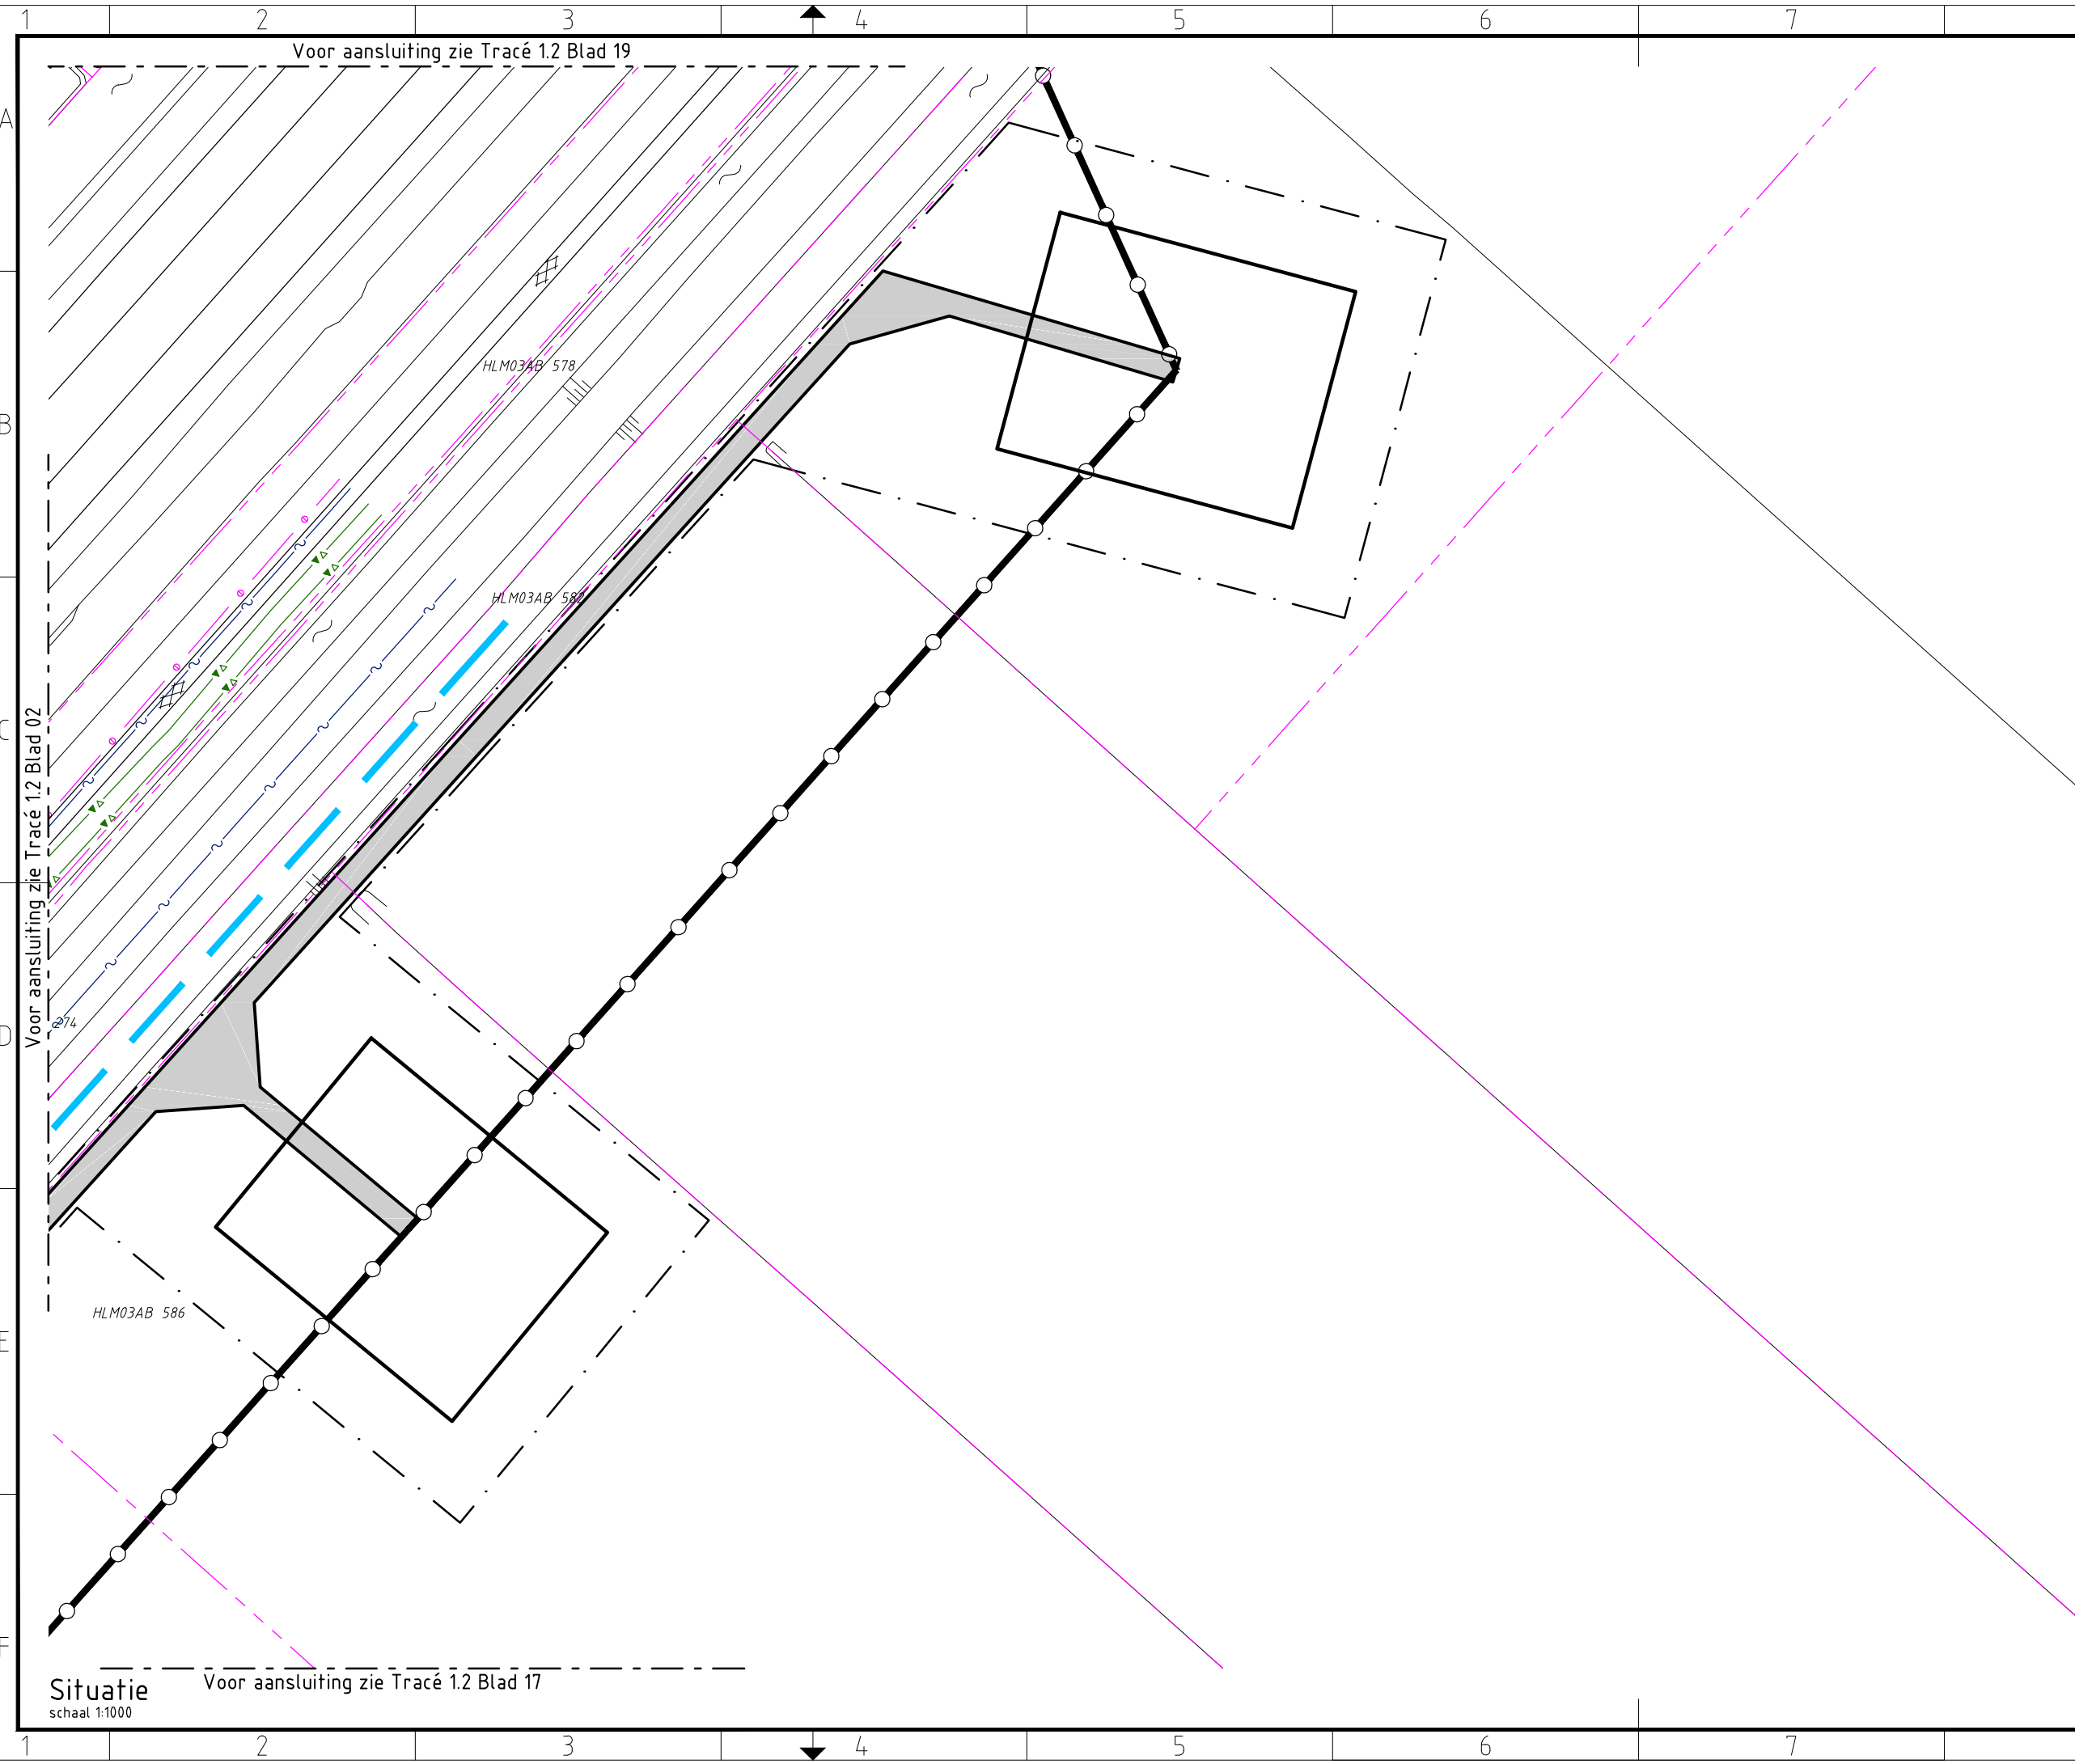 1 2 3 4 5 6 7
Voor aansluiting zie Tracé 1.2 Blad 19
A
HLM03AB 578
B
HLM03AB 582
C
Voor aansluiting zie Tracé 1.2 Blad 02
274
D
HLM03AB 586
E
F
Voor aansluiting zie Tracé 1.2 Blad 17
Situatie
schaal 1:1000
1 2 3 4 5 6 7